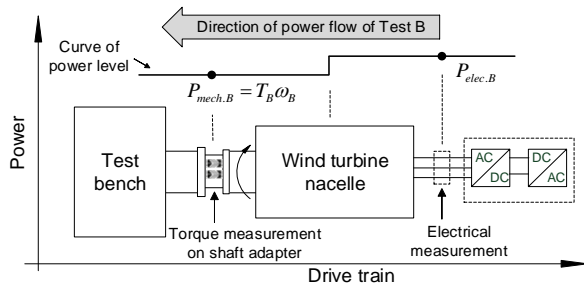 Direction of power flow of Test B
Curve of
power level
P_mech.B = T_B ω_B
P_elec.B
Power
Test
bench
Wind turbine
nacelle
AC
DC
DC
AC
Torque measurement
on shaft adapter
Electrical
measurement
Drive train